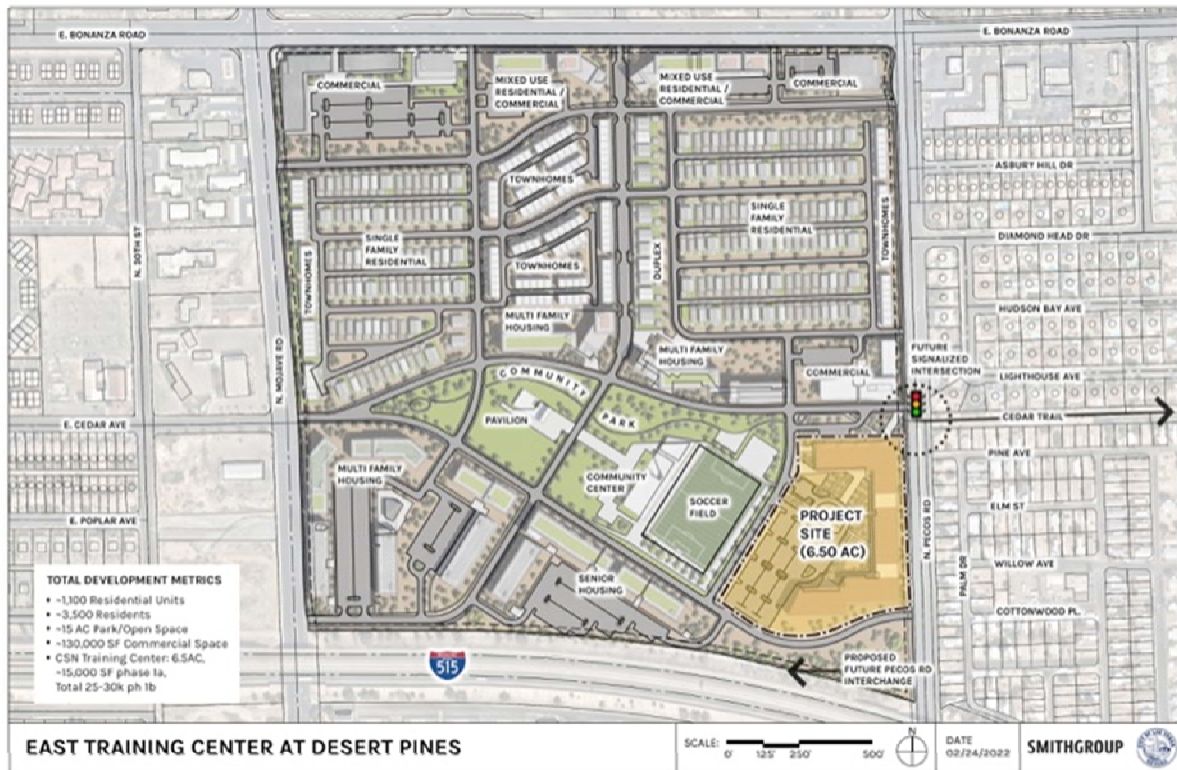 E. BONANZA ROAD
E. BONANZA ROAD
COMMERCIAL
MIXED USE
RESIDENTIAL /
COMMERCIAL
MIXED USE
RESIDENTIAL /
COMMERCIAL
COMMERCIAL
ASBURY HILL DR
TOWNHOMES
N. 30TH ST
SINGLE
FAMILY
RESIDENTIAL
SINGLE
FAMILY
RESIDENTIAL
TOWNHOMES
DIAMOND HEAD DR
TOWNHOMES
TOWNHOMES
DUPLEX
HUDSON BAY AVE
MULTI FAMILY
HOUSING
N. MOJAVE RD
MULTI FAMILY
HOUSING
FUTURE
SIGNALIZED
INTERSECTION
COMMERCIAL
LIGHTHOUSE AVE
COMMUNITY
PARK
PAVILION
E. CEDAR AVE
CEDAR TRAIL
PINE AVE
MULTI FAMILY
HOUSING
COMMUNITY
CENTER
SOCCER
FIELD
PROJECT
SITE
(6.50 AC)
ELM ST
E. POPLAR AVE
N. PECOS RD
PALM DR
WILLOW AVE
SENIOR
HOUSING
COTTONWOOD PL.
TOTAL DEVELOPMENT METRICS
• ~1,100 Residential Units
• ~3,500 Residents
• ~15 AC Park/Open Space
• ~130,000 SF Commercial Space
• CSN Training Center: 6.5AC,
~15,000 SF phase 1a,
Total 25-30k ph 1b
515
PROPOSED
FUTURE PECOS RD
INTERCHANGE
EAST TRAINING CENTER AT DESERT PINES
SCALE:
0' 125' 250' 500'
N
DATE
02/24/2022
SMITHGROUP